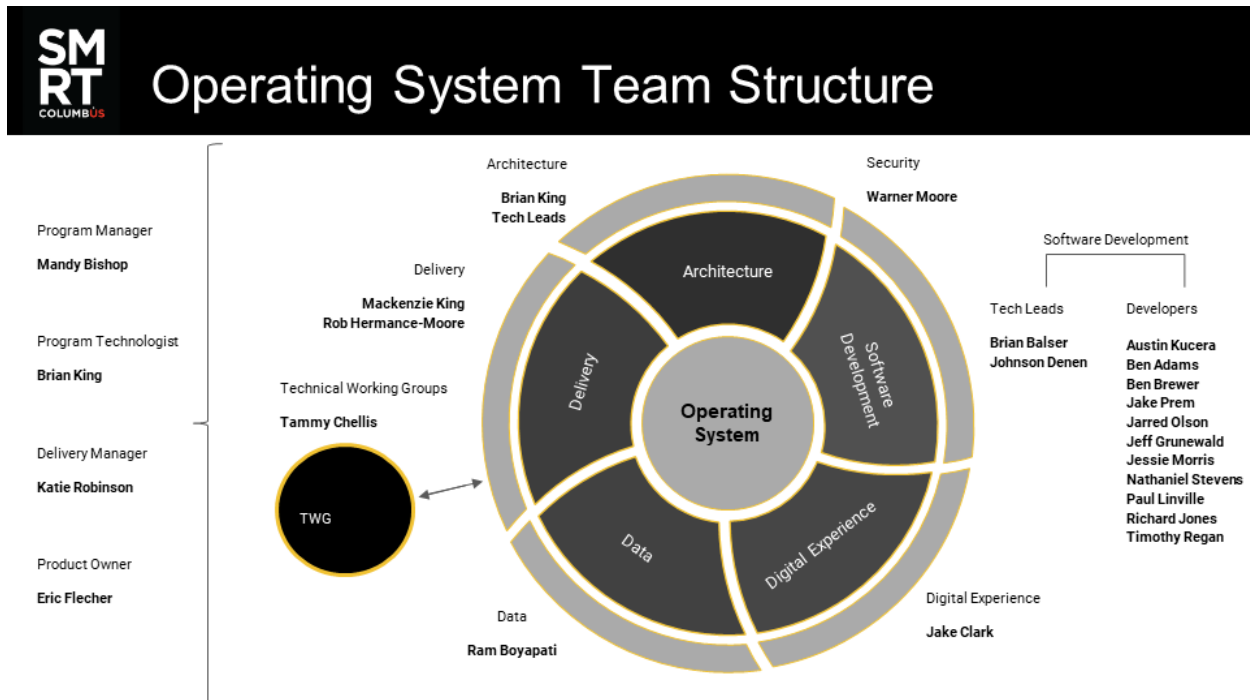 SM
RT
COLUMBUS
Operating System Team Structure
Program Manager
Mandy Bishop
Program Technologist
Brian King
Delivery Manager
Katie Robinson
Product Owner
Eric Flecher
Architecture
Brian King
Tech Leads
Delivery
Mackenzie King
Rob Hermance-Moore
Technical Working Groups
Tammy Chellis
TWG
Data
Ram Boyapati
Architecture
Software
Development
Digital Experience
Data
Delivery
Operating
System
Security
Warner Moore
Software Development
Tech Leads
Brian Balser
Johnson Denen
Developers
Austin Kucera
Ben Adams
Ben Brewer
Jake Prem
Jarred Olson
Jeff Grunewald
Jessie Morris
Nathaniel Stevens
Paul Linville
Richard Jones
Timothy Regan
Digital Experience
Jake Clark